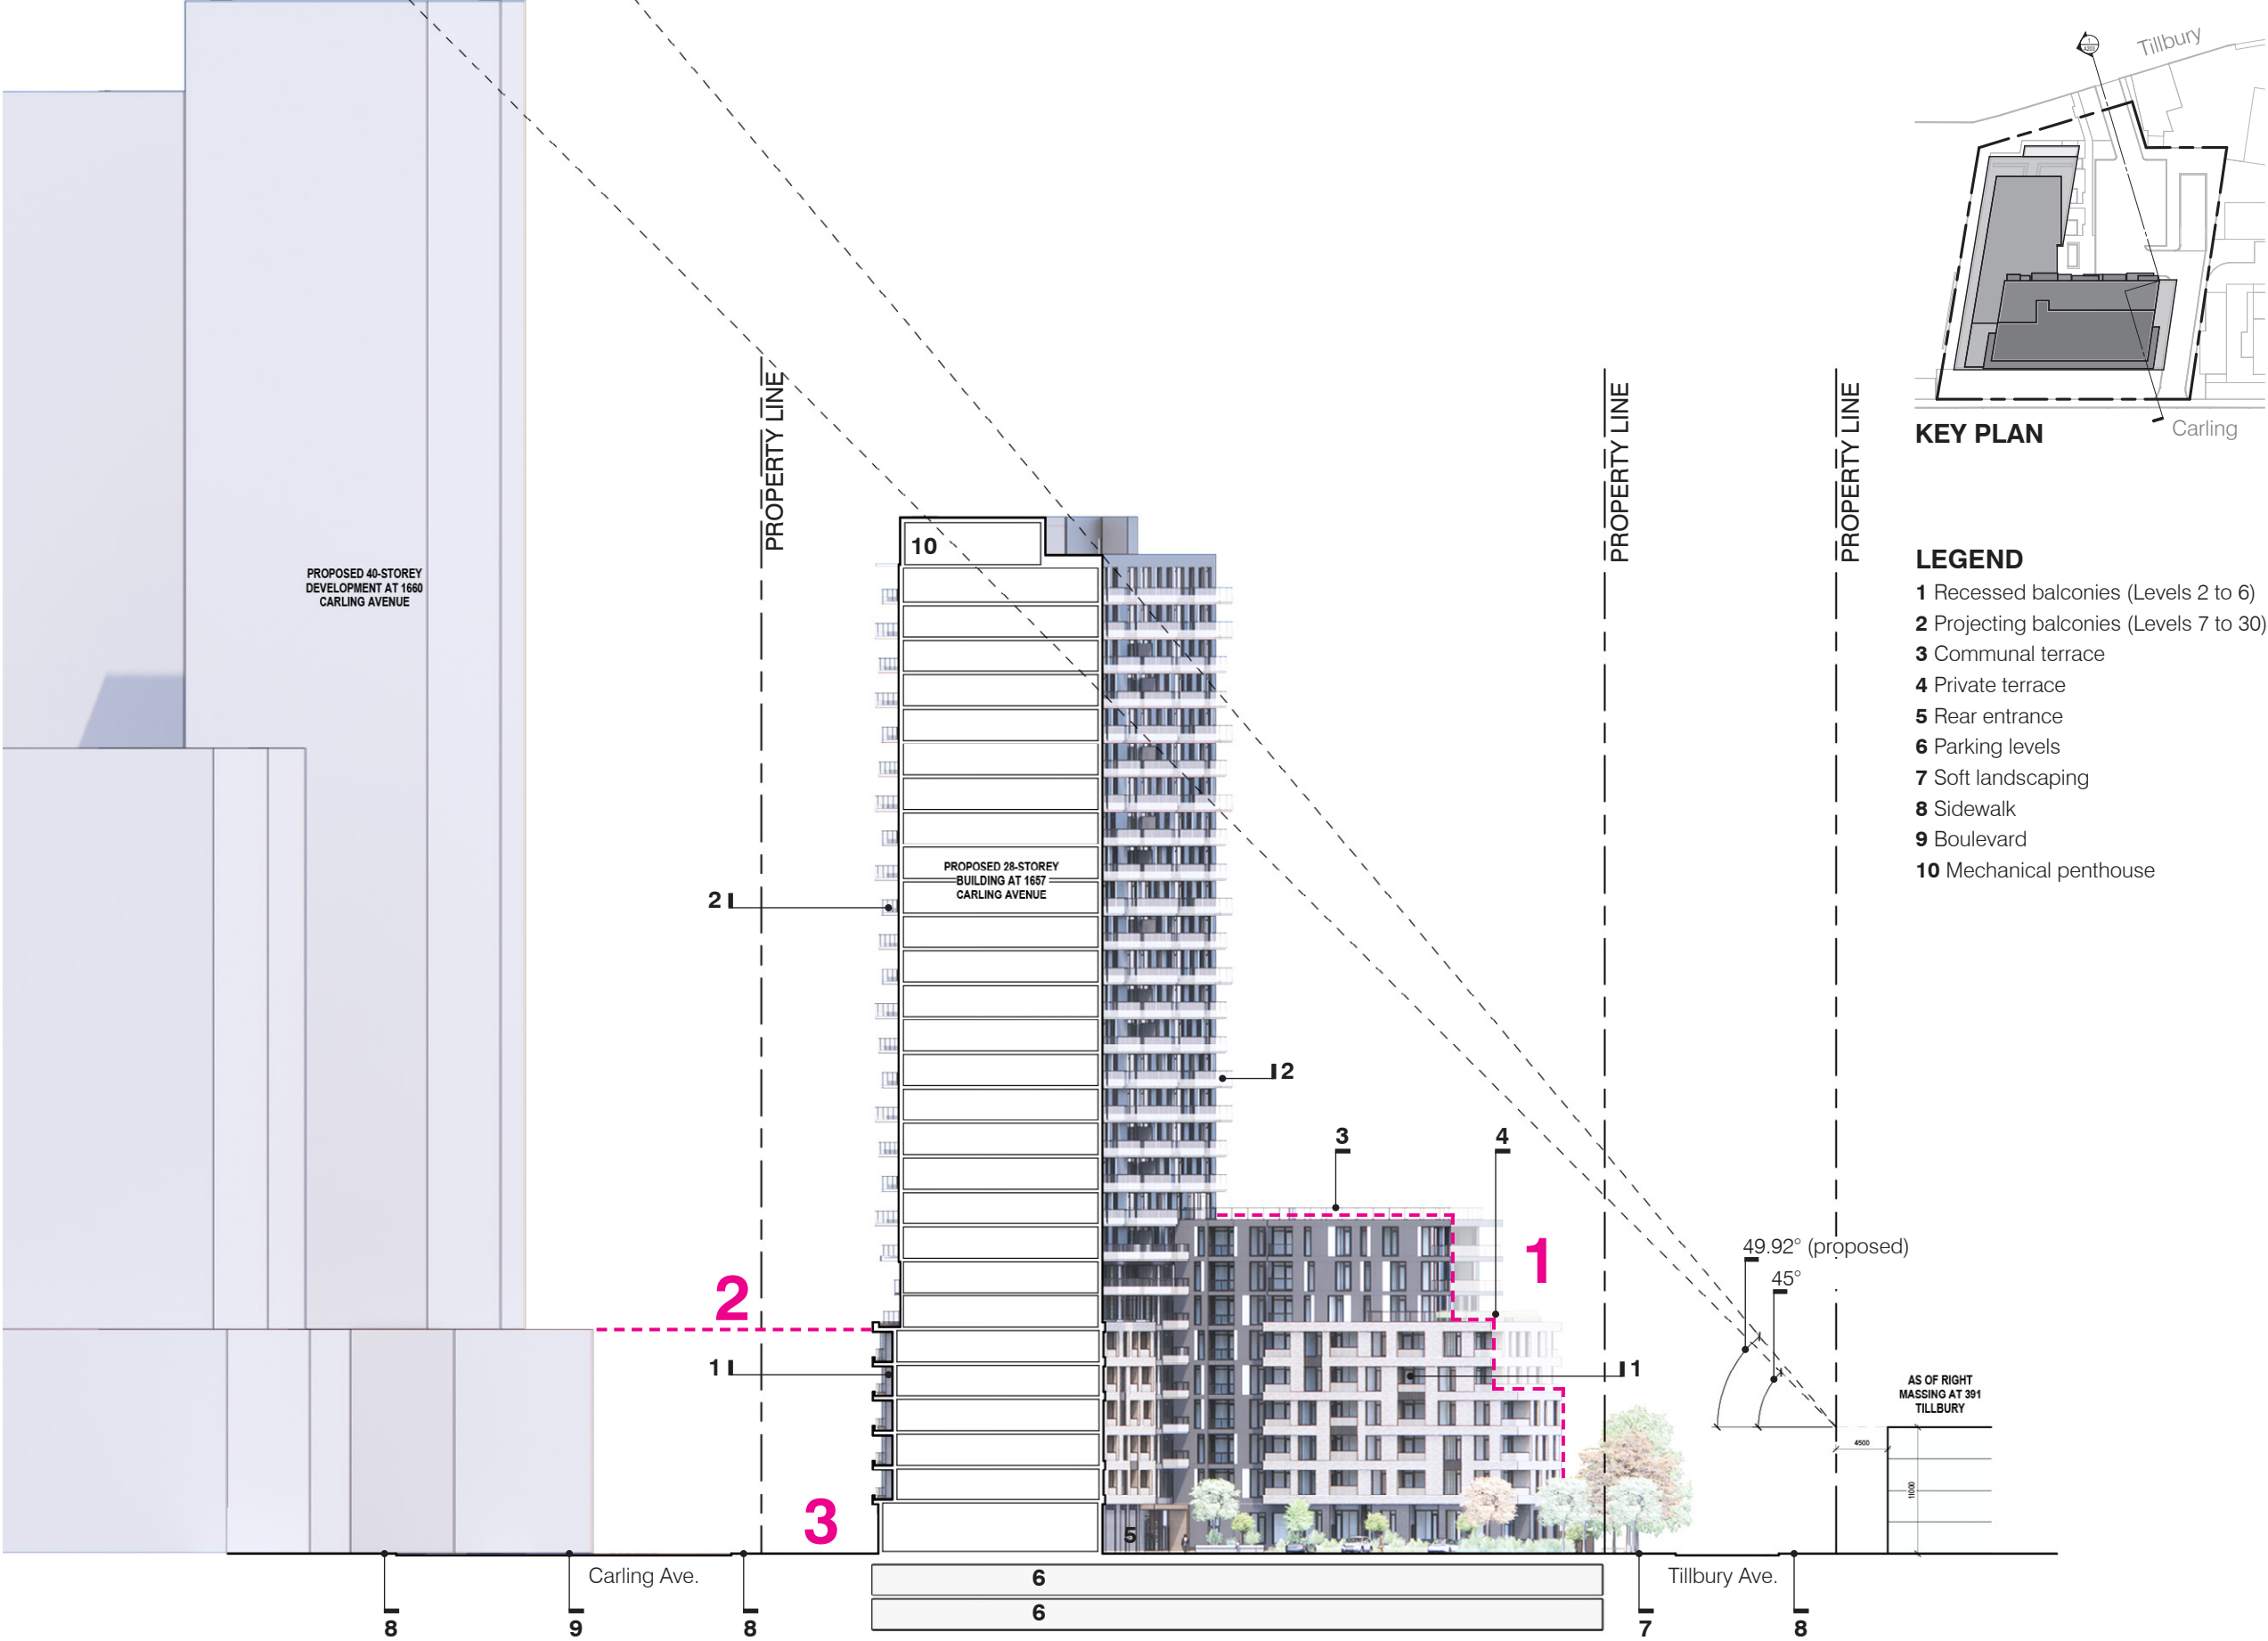 Tillbury
Carling
KEY PLAN
PROPERTY LINE
PROPERTY LINE
PROPERTY LINE
10
PROPOSED 40-STOREY
DEVELOPMENT AT 1660
CARLING AVENUE
LEGEND
1 Recessed balconies (Levels 2 to 6)
2 Projecting balconies (Levels 7 to 30)
3 Communal terrace
4 Private terrace
5 Rear entrance
6 Parking levels
7 Soft landscaping
8 Sidewalk
9 Boulevard
10 Mechanical penthouse
PROPOSED 28-STOREY
BUILDING AT 1657
CARLING AVENUE
2
2
3
4
1
49.92° (proposed)
45°
2
1
1
AS OF RIGHT
MASSING AT 391
TILLBURY
4500
11000
3
5
Carling Ave.
Tillbury Ave.
6
6
8
9
8
7
8